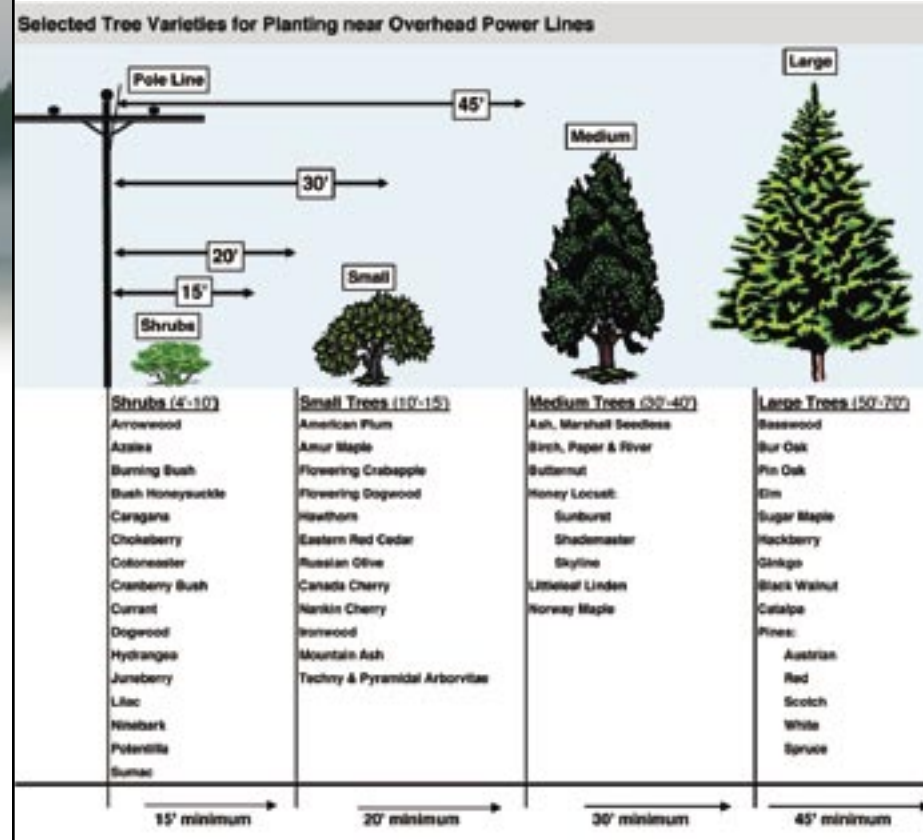 Selected Tree Varieties for Planting near Overhead Power Lines
Large
Pole Line
45'
Medium
30'
20'
Small
15'
Shrubs
Shrubs (4'-10')
Arrowwood
Azalea
Burning Bush
Bush Honeysuckle
Caragana
Chokeberry
Cotoneaster
Cranberry Bush
Currant
Dogwood
Hydrangea
Juneberry
Lilac
Ninebark
Potentilla
Sumac
Small Trees (10'-15')
American Plum
Amur Maple
Flowering Crabapple
Flowering Dogwood
Hawthorn
Eastern Red Cedar
Russian Olive
Canada Cherry
Nankin Cherry
Ironwood
Mountain Ash
Techny & Pyramidal Arborvitae
Medium Trees (30'-40')
Ash, Marshall Seedless
Birch, Paper & River
Butternut
Honey Locust:
Sunburst
Shademaster
Skyline
Littleleaf Linden
Norway Maple
Large Trees (50'-70')
Basswood
Bur Oak
Pin Oak
Elm
Sugar Maple
Hackberry
Ginkgo
Black Walnut
Catalpa
Pines:
Austrian
Red
Scotch
White
Spruce
15' minimum
20' minimum
30' minimum
45' minimum